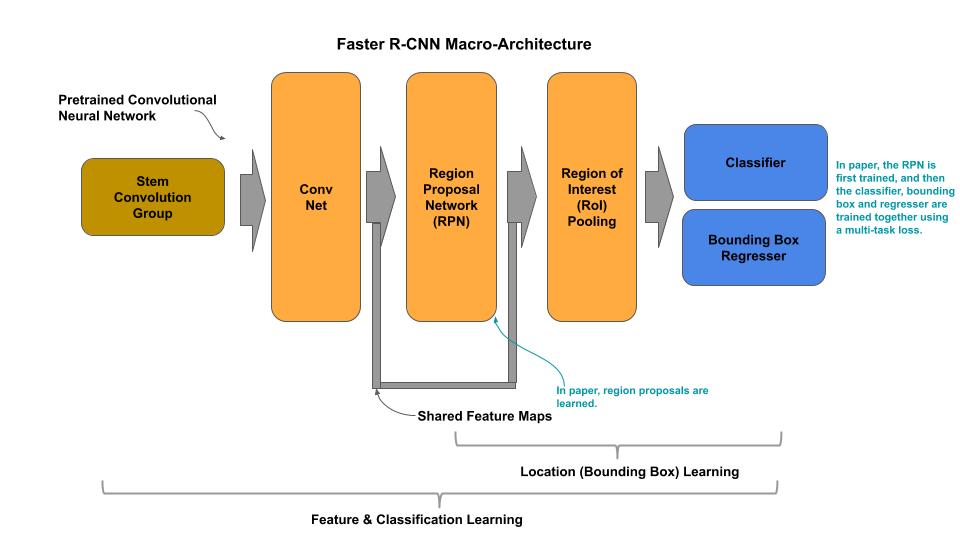 Faster R-CNN Macro-Architecture
Pretrained Convolutional
Neural Network
Stem
Convolution
Group
Conv
Net
Region
Proposal
Network
(RPN)
Region of
Interest
(RoI)
Pooling
Classifier
Bounding Box
Regresser
In paper, the RPN is
first trained, and then
the classifier, bounding
box and regresser are
trained together using
a multi-task loss.
In paper, region proposals are
learned.
Shared Feature Maps
Location (Bounding Box) Learning
Feature & Classification Learning